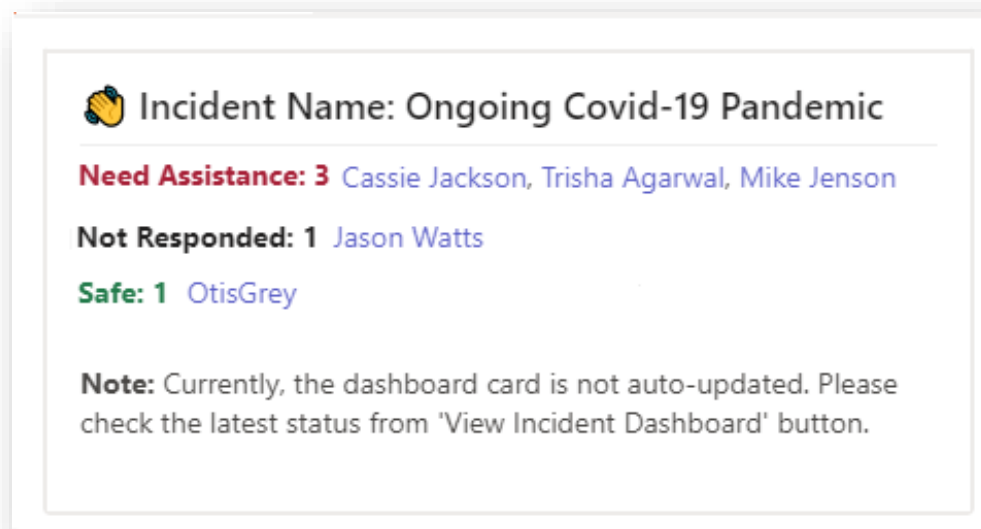 Incident Name: Ongoing Covid-19 Pandemic
Need Assistance: 3 Cassie Jackson, Trisha Agarwal, Mike Jenson
Not Responded: 1 Jason Watts
Safe: 1 OtisGrey
Note: Currently, the dashboard card is not auto-updated. Please
check the latest status from 'View Incident Dashboard' button.